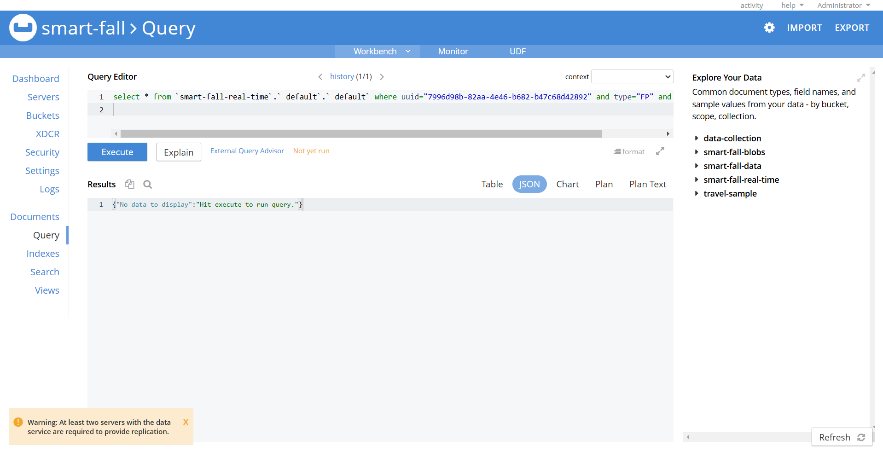 activity help Administrator
smart-fall > Query
IMPORT EXPORT
Workbench Monitor UDF
Dashboard
Servers
Buckets
XDCR
Security
Settings
Logs
Documents
Query
Indexes
Search
Views
Query Editor
history (1/1)
context
1 select * from `smart-fall-real-time`.`_default`.`_default` where uuid="7996d98b-82aa-4e46-b682-b47c68d42892" and type="FP" and
2
Execute Explain External Query Advisor Not yet run
format
Results
Table JSON Chart Plan Plan Text
1 {"No data to display":"Hit execute to run query."}
Explore Your Data
Common document types, field names, and
sample values from your data - by bucket,
scope, collection.
data-collection
smart-fall-blobs
smart-fall-data
smart-fall-real-time
travel-sample
Warning: At least two servers with the data
service are required to provide replication.
X
Refresh